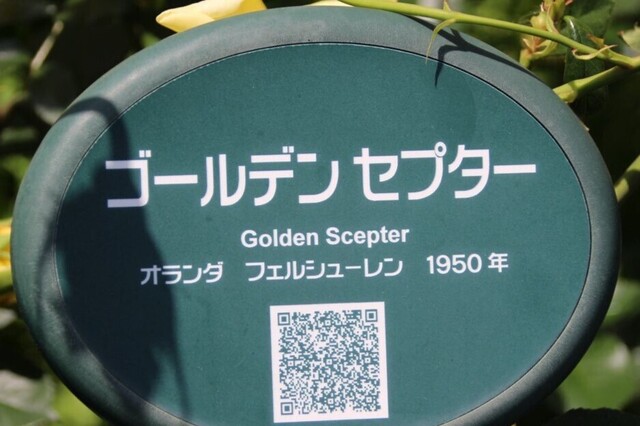 ゴールデン セプター
Golden Scepter
オランダ　フェルシューレン　1950 年